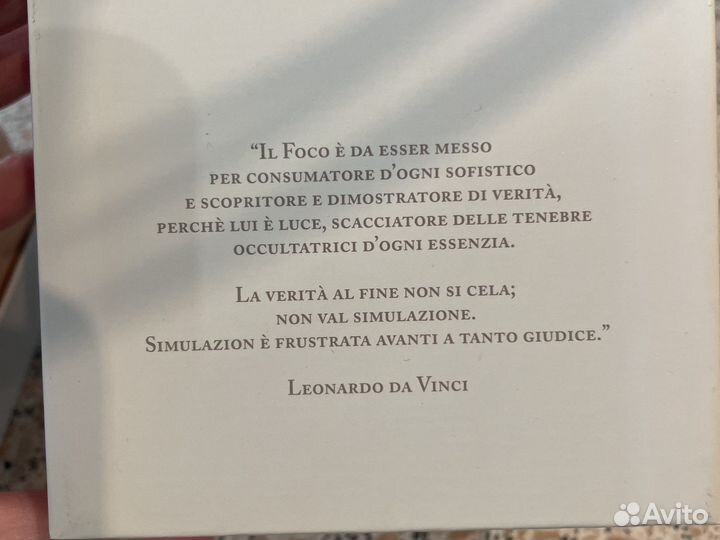 “Il Foco è da esser messo
per consumatore d'ogni sofistico
e scopritore e dimostratore di verità,
perchè lui è luce, scacciatore delle tenebre
occultatrici d'ogni essenzia.
La verità al fine non si cela;
non val simulazione.
Simulazion è frustrata avanti a tanto giudice.”
Leonardo da Vinci
Avito